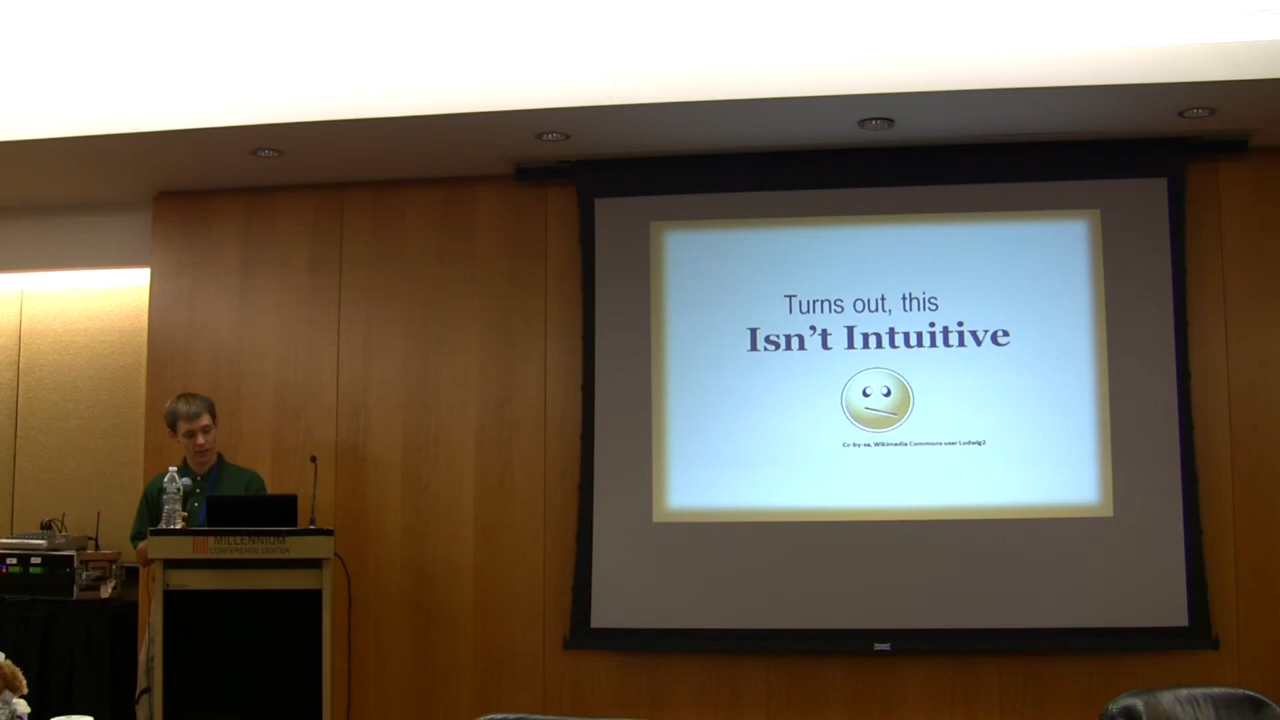 Turns out, this
Isn't Intuitive
Cc-by-sa, Wikimedia Commons user Ludwig2
MILLENNIUM
CONFERENCE CENTER